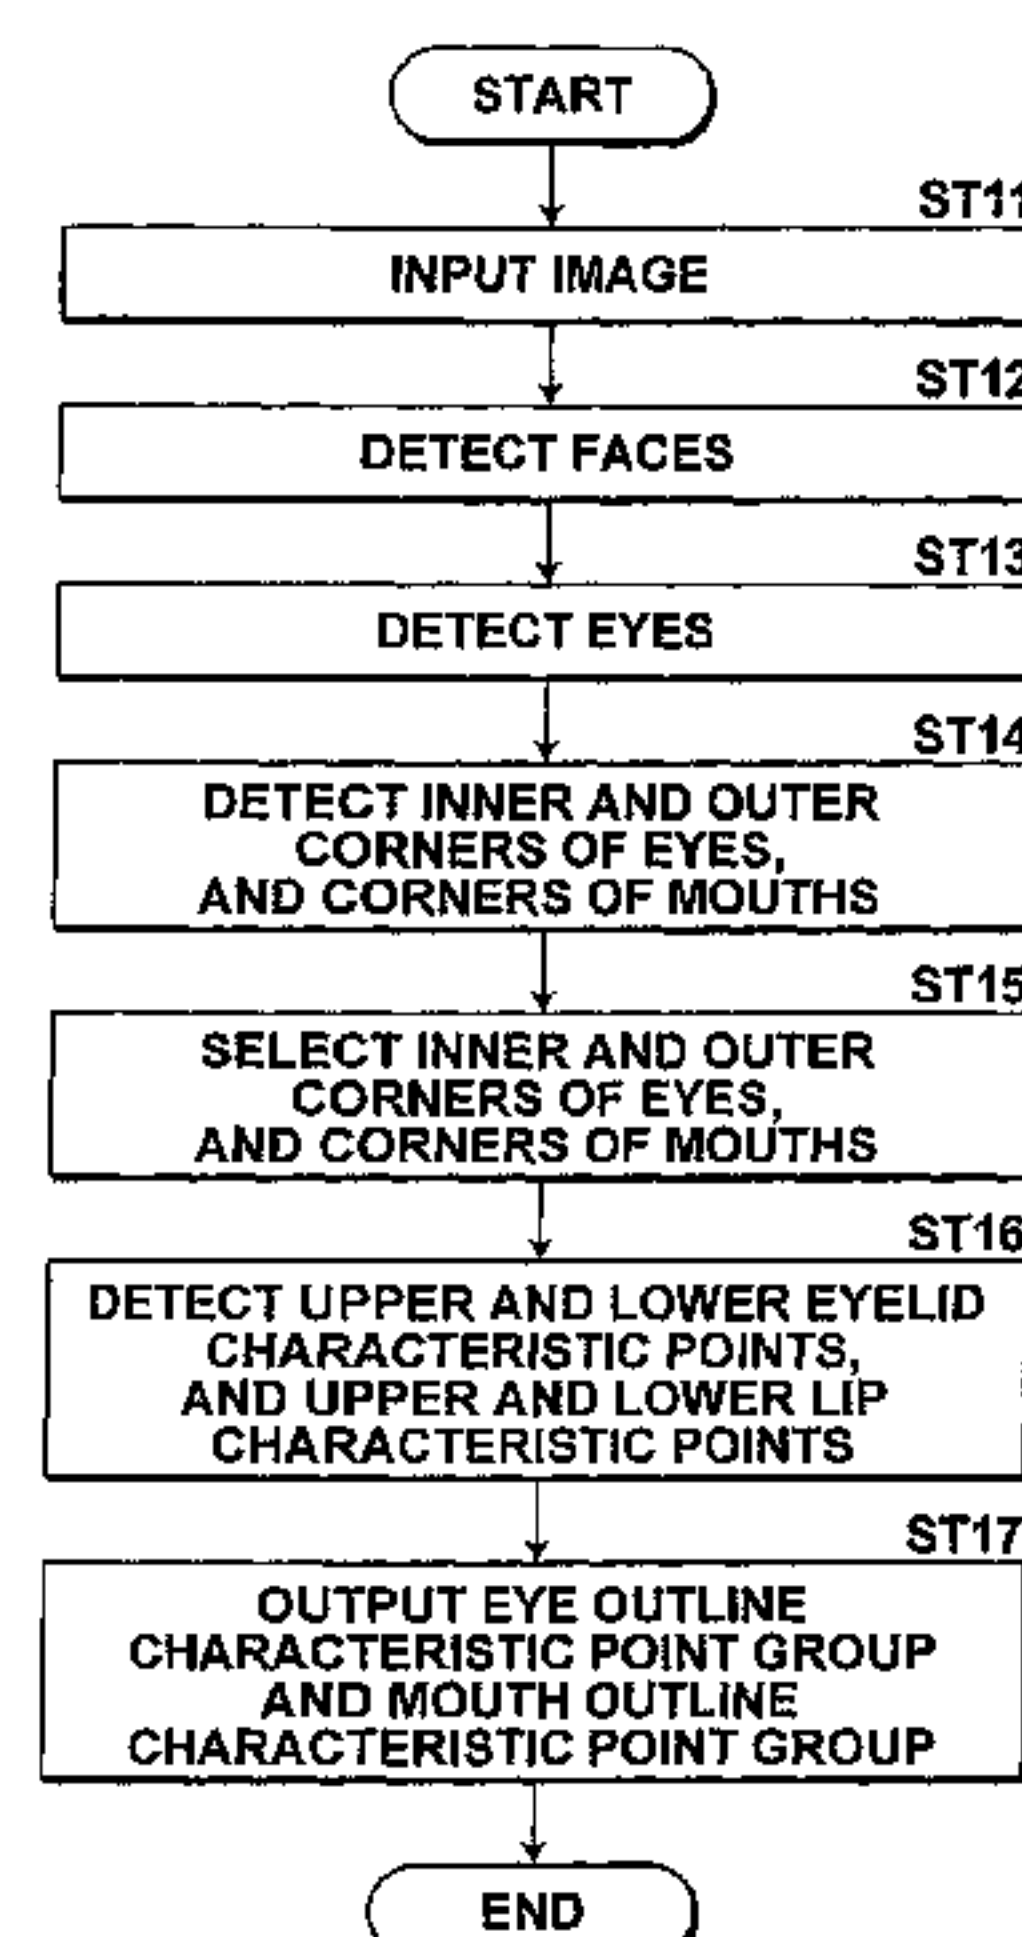 START
ST11
INPUT IMAGE
ST12
DETECT FACES
ST13
DETECT EYES
ST14
DETECT INNER AND OUTER
CORNERS OF EYES,
AND CORNERS OF MOUTHS
ST15
SELECT INNER AND OUTER
CORNERS OF EYES,
AND CORNERS OF MOUTHS
ST16
DETECT UPPER AND LOWER EYELID
CHARACTERISTIC POINTS,
AND UPPER AND LOWER LIP
CHARACTERISTIC POINTS
ST17
OUTPUT EYE OUTLINE
CHARACTERISTIC POINT GROUP
AND MOUTH OUTLINE
CHARACTERISTIC POINT GROUP
END